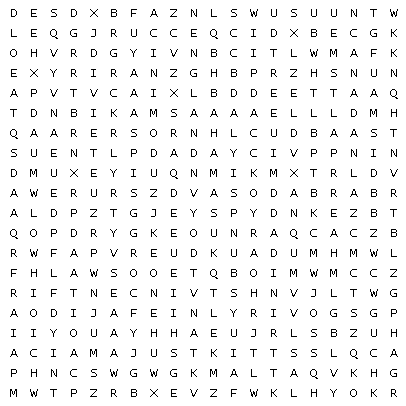 D E S D X B F A Z N L S W U S U U N T W
L E Q G J R U C C E Q C I D X B E C G K
O H V R D G Y I V N B C I T L W M A F K
E X Y R I R A N Z G H B P R Z H S N U N
A P V T V C A I X L B D D E E T T A A Q
T D N B I K A M S A A A A E L L L D M H
Q A A R E R S O R N H L C U D B A A S T
S U E N T L P D A D A Y C I V P P N I N
D M U X E Y I U Q N M I K M X T R L D V
A W E R U R S Z D V A S O D A B R A B R
A L D P Z T G J E Y S P Y D N K E Z B T
Q O P D R Y G K E O U N R A Q C A C Z B
R W F A P V R E U D K U A D U M H M W L
F H L A W S O O E T Q B O I M W M C C Z
R I F T N E C N I V T S H N V J L T W G
A O D I J A F E I N L Y R I V O G S G P
I I Y O U A Y H H A E U J R L S B Z U H
A C I A M A J U S T K I T T S S L Q C A
P H N C S W G W G K M A L T A Q V K H G
M W T P Z R B X E V Z F W K L H Y O K R